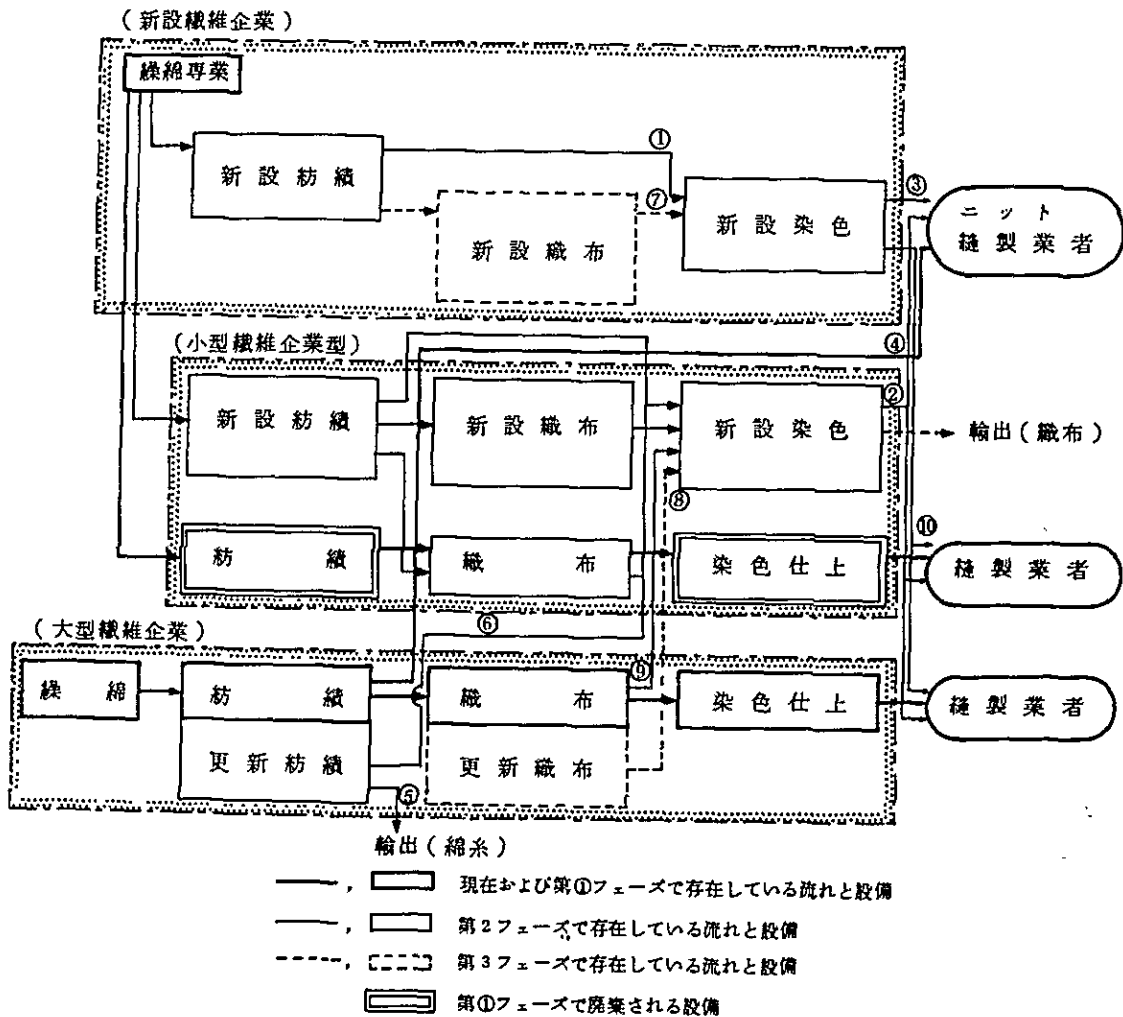 (新設繊維企業)
繰綿専業
新設紡績
①
新設織布
⑦
新設染色
③
ニット
縫製業者
④
(小型繊維企業型)
新設紡績
新設織布
新設染色
②
輸出(織布)
⑧
紡績
織布
染色仕上
⑩
縫製業者
⑥
(大型繊維企業)
繰綿
紡績
織布
⑨
染色仕上
縫製業者
更新紡績
更新織布
⑤
輸出(綿糸)
現在および第①フェーズで存在している流れと設備
第2フェーズで存在している流れと設備
第3フェーズで存在している流れと設備
第①フェーズで廃棄される設備